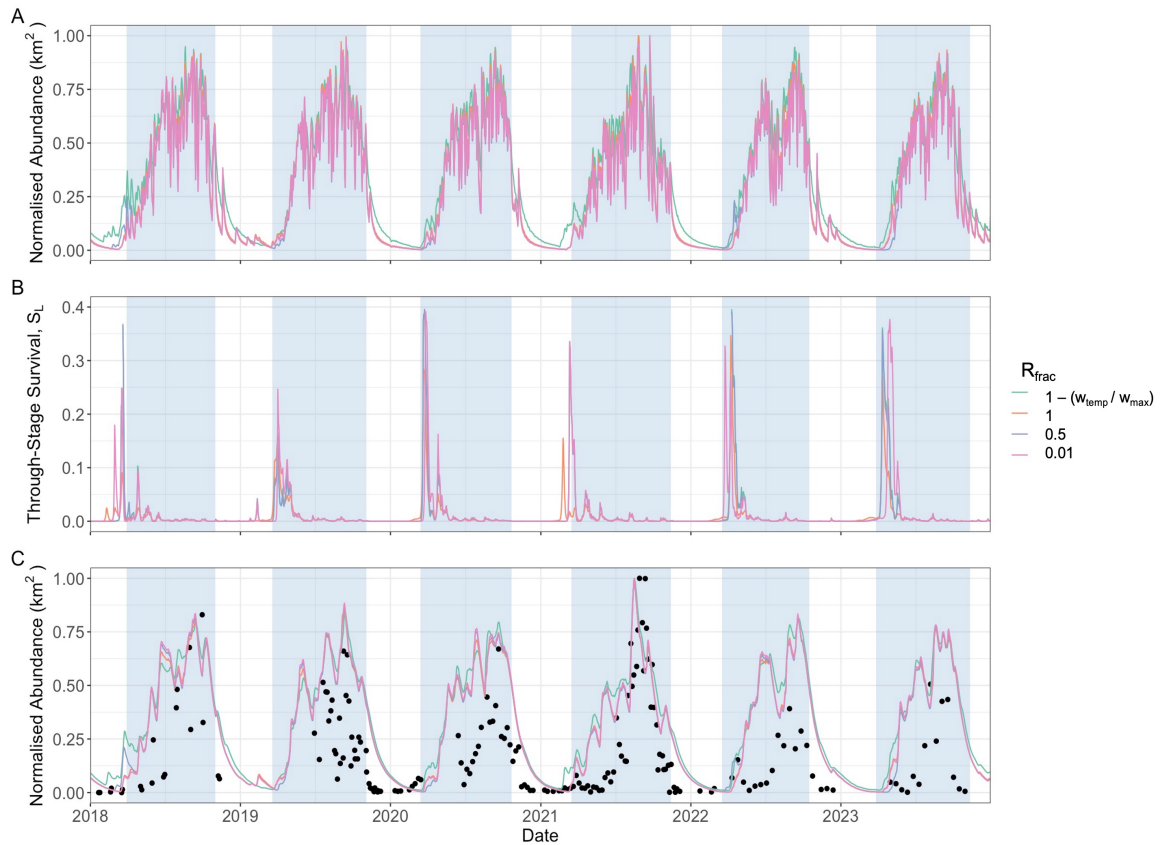 A
Normalised Abundance (km²)
1.00
0.75
0.50
0.25
0.00
B
Through-Stage Survival, S_L
0.4
0.3
0.2
0.1
0.0
C
Normalised Abundance (km²)
1.00
0.75
0.50
0.25
0.00
2018 2019 2020 2021 2022 2023
Date
R_frac
1 – (w_temp / w_max)
1
0.5
0.01